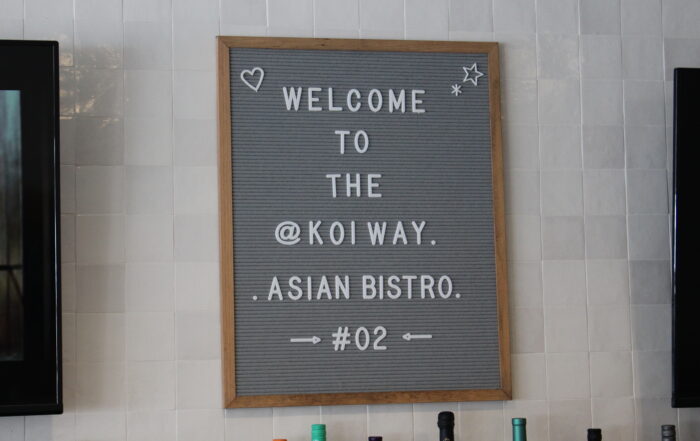 WELCOME
TO
THE
@KOI WAY.
.ASIAN BISTRO.
→ #02 ←